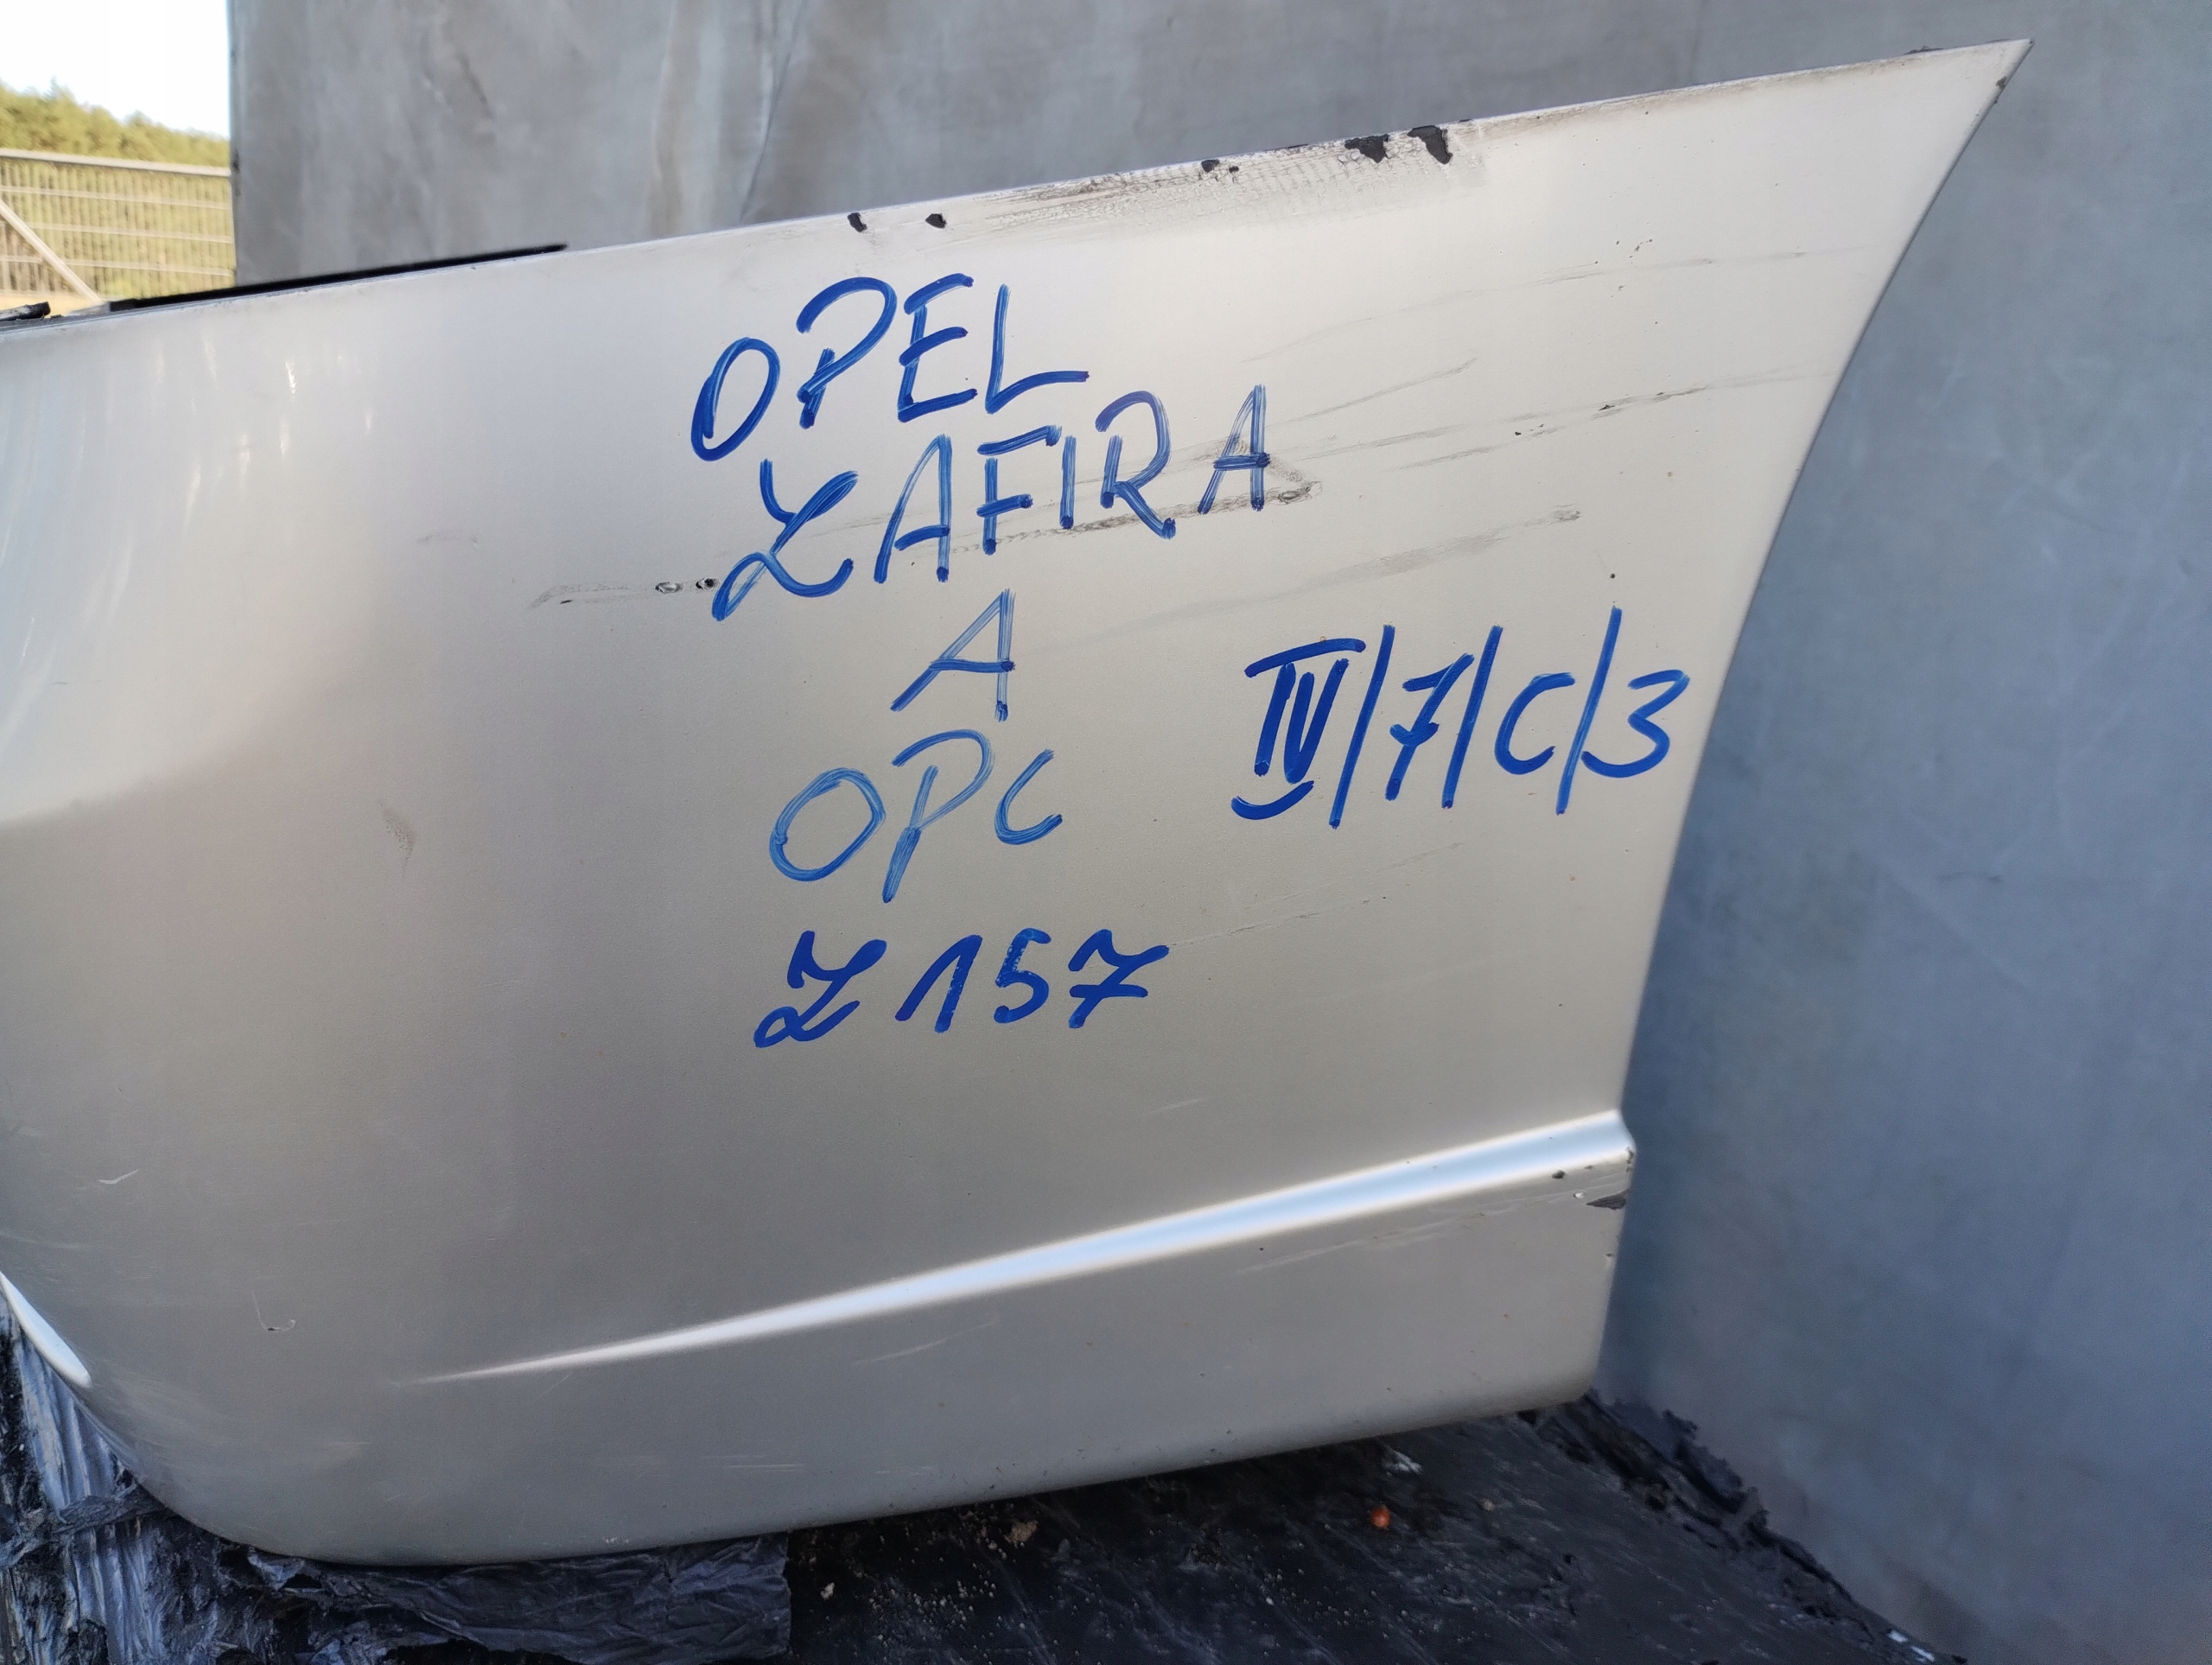 OPEL
ZAFIRA
A
OPC
IV/7/C/3
Z157